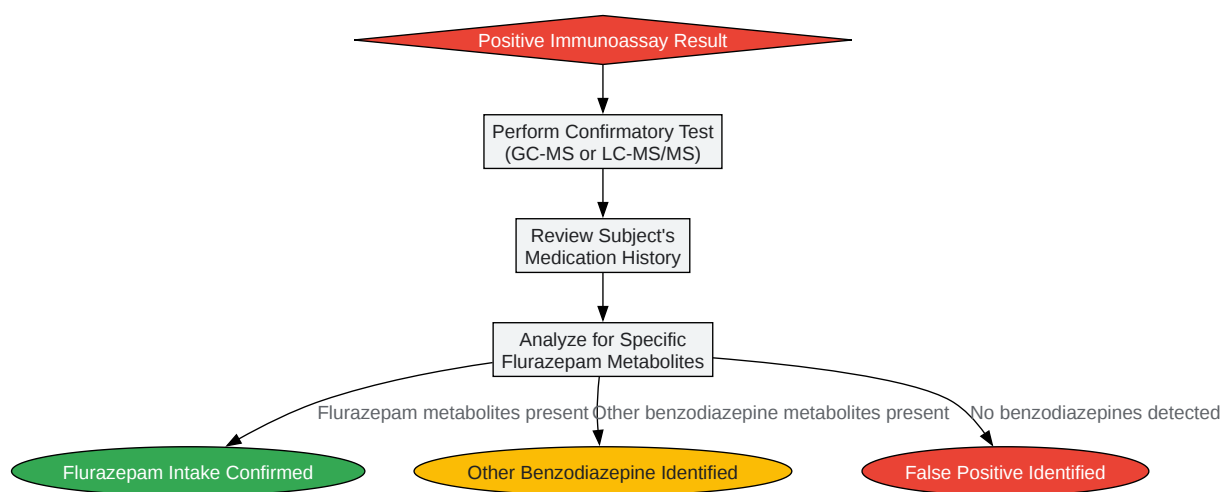 Positive Immunoassay Result
Perform Confirmatory Test
(GC-MS or LC-MS/MS)
Review Subject's
Medication History
Analyze for Specific
Flurazepam Metabolites
Flurazepam metabolites present
Other benzodiazepine metabolites present
No benzodiazepines detected
Flurazepam Intake Confirmed
Other Benzodiazepine Identified
False Positive Identified